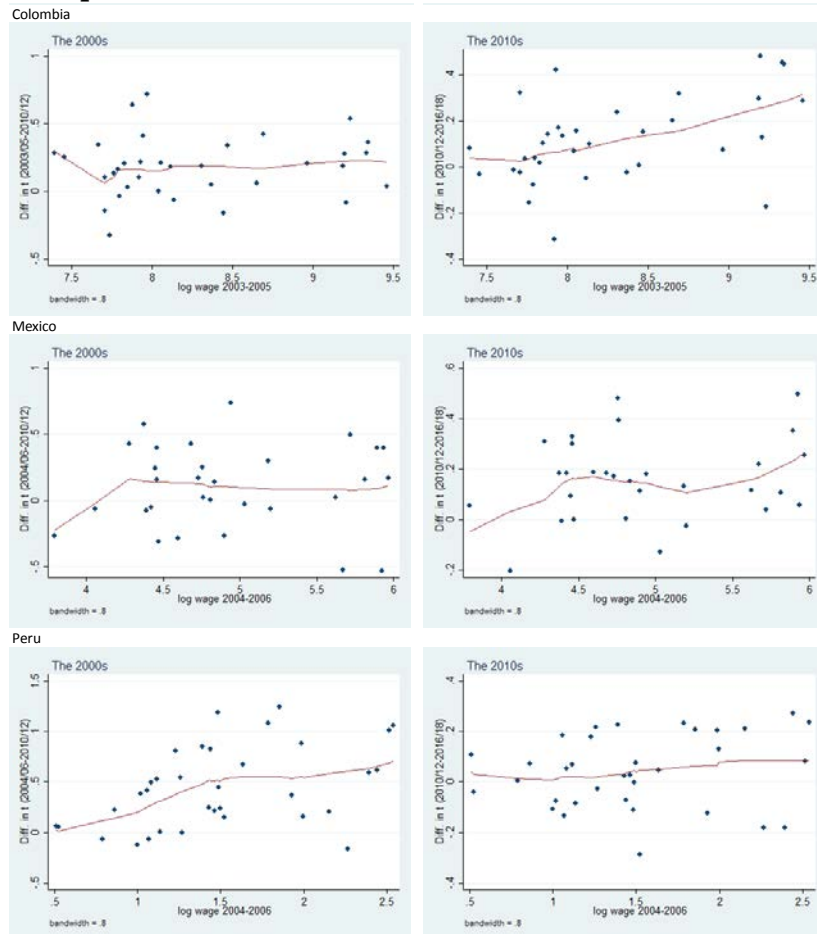 Colombia
The 2000s
Diff. in t (2003/05-2010/12)
1
.5
0
-.5
7.5 8 8.5 9 9.5
log wage 2003-2005
bandwidth = .8
The 2010s
Diff. in t (2010/12-2016/18)
.4
.2
0
-.2
-.4
7.5 8 8.5 9 9.5
log wage 2003-2005
bandwidth = .8
Mexico
The 2000s
Diff. in t (2004/06-2010/12)
1
.5
0
-.5
4 4.5 5 5.5 6
log wage 2004-2006
bandwidth = .8
The 2010s
Diff. in t (2010/12-2016/18)
.6
.4
.2
0
-.2
4 4.5 5 5.5 6
log wage 2004-2006
bandwidth = .8
Peru
The 2000s
Diff. in t (2004/06-2010/12)
1.5
1
.5
0
-.5
.5 1 1.5 2 2.5
log wage 2004-2006
bandwidth = .8
The 2010s
Diff. in t (2010/12-2016/18)
.4
.2
0
-.2
-.4
.5 1 1.5 2 2.5
log wage 2004-2006
bandwidth = .8